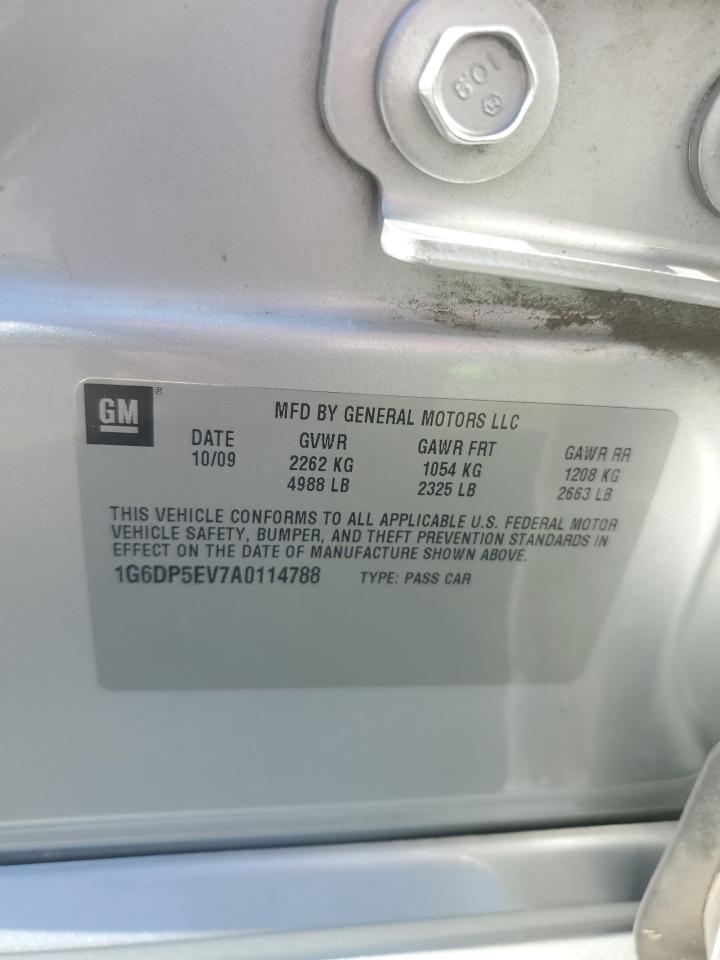 10.9
GM®
MFD BY GENERAL MOTORS LLC
DATE GVWR GAWR FRT GAWR RR
10/09 2262 KG 1054 KG 1208 KG
4988 LB 2325 LB 2663 LB
THIS VEHICLE CONFORMS TO ALL APPLICABLE U.S. FEDERAL MOTOR
VEHICLE SAFETY, BUMPER, AND THEFT PREVENTION STANDARDS IN
EFFECT ON THE DATE OF MANUFACTURE SHOWN ABOVE.
1G6DP5EV7A0114788 TYPE: PASS CAR